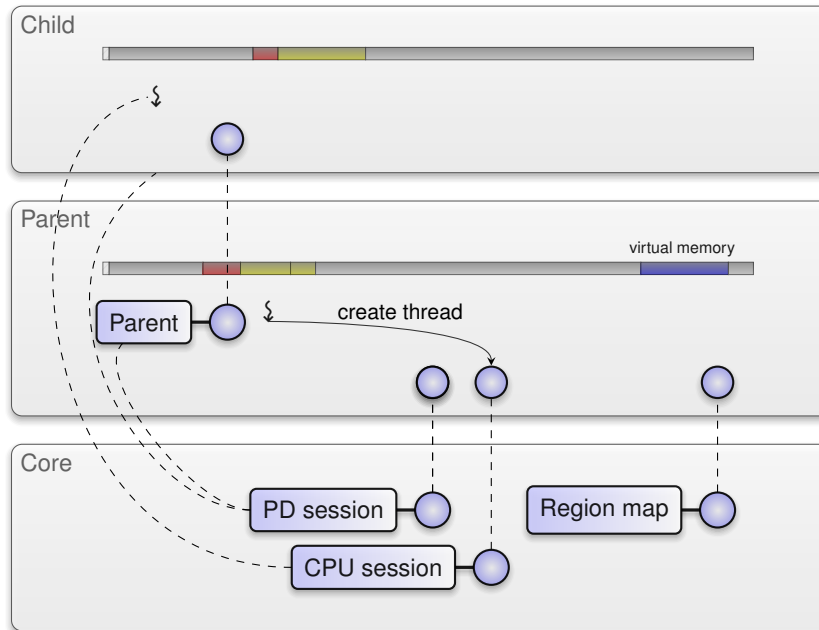 Child
Parent
virtual memory
Parent
create thread
Core
PD session
Region map
CPU session